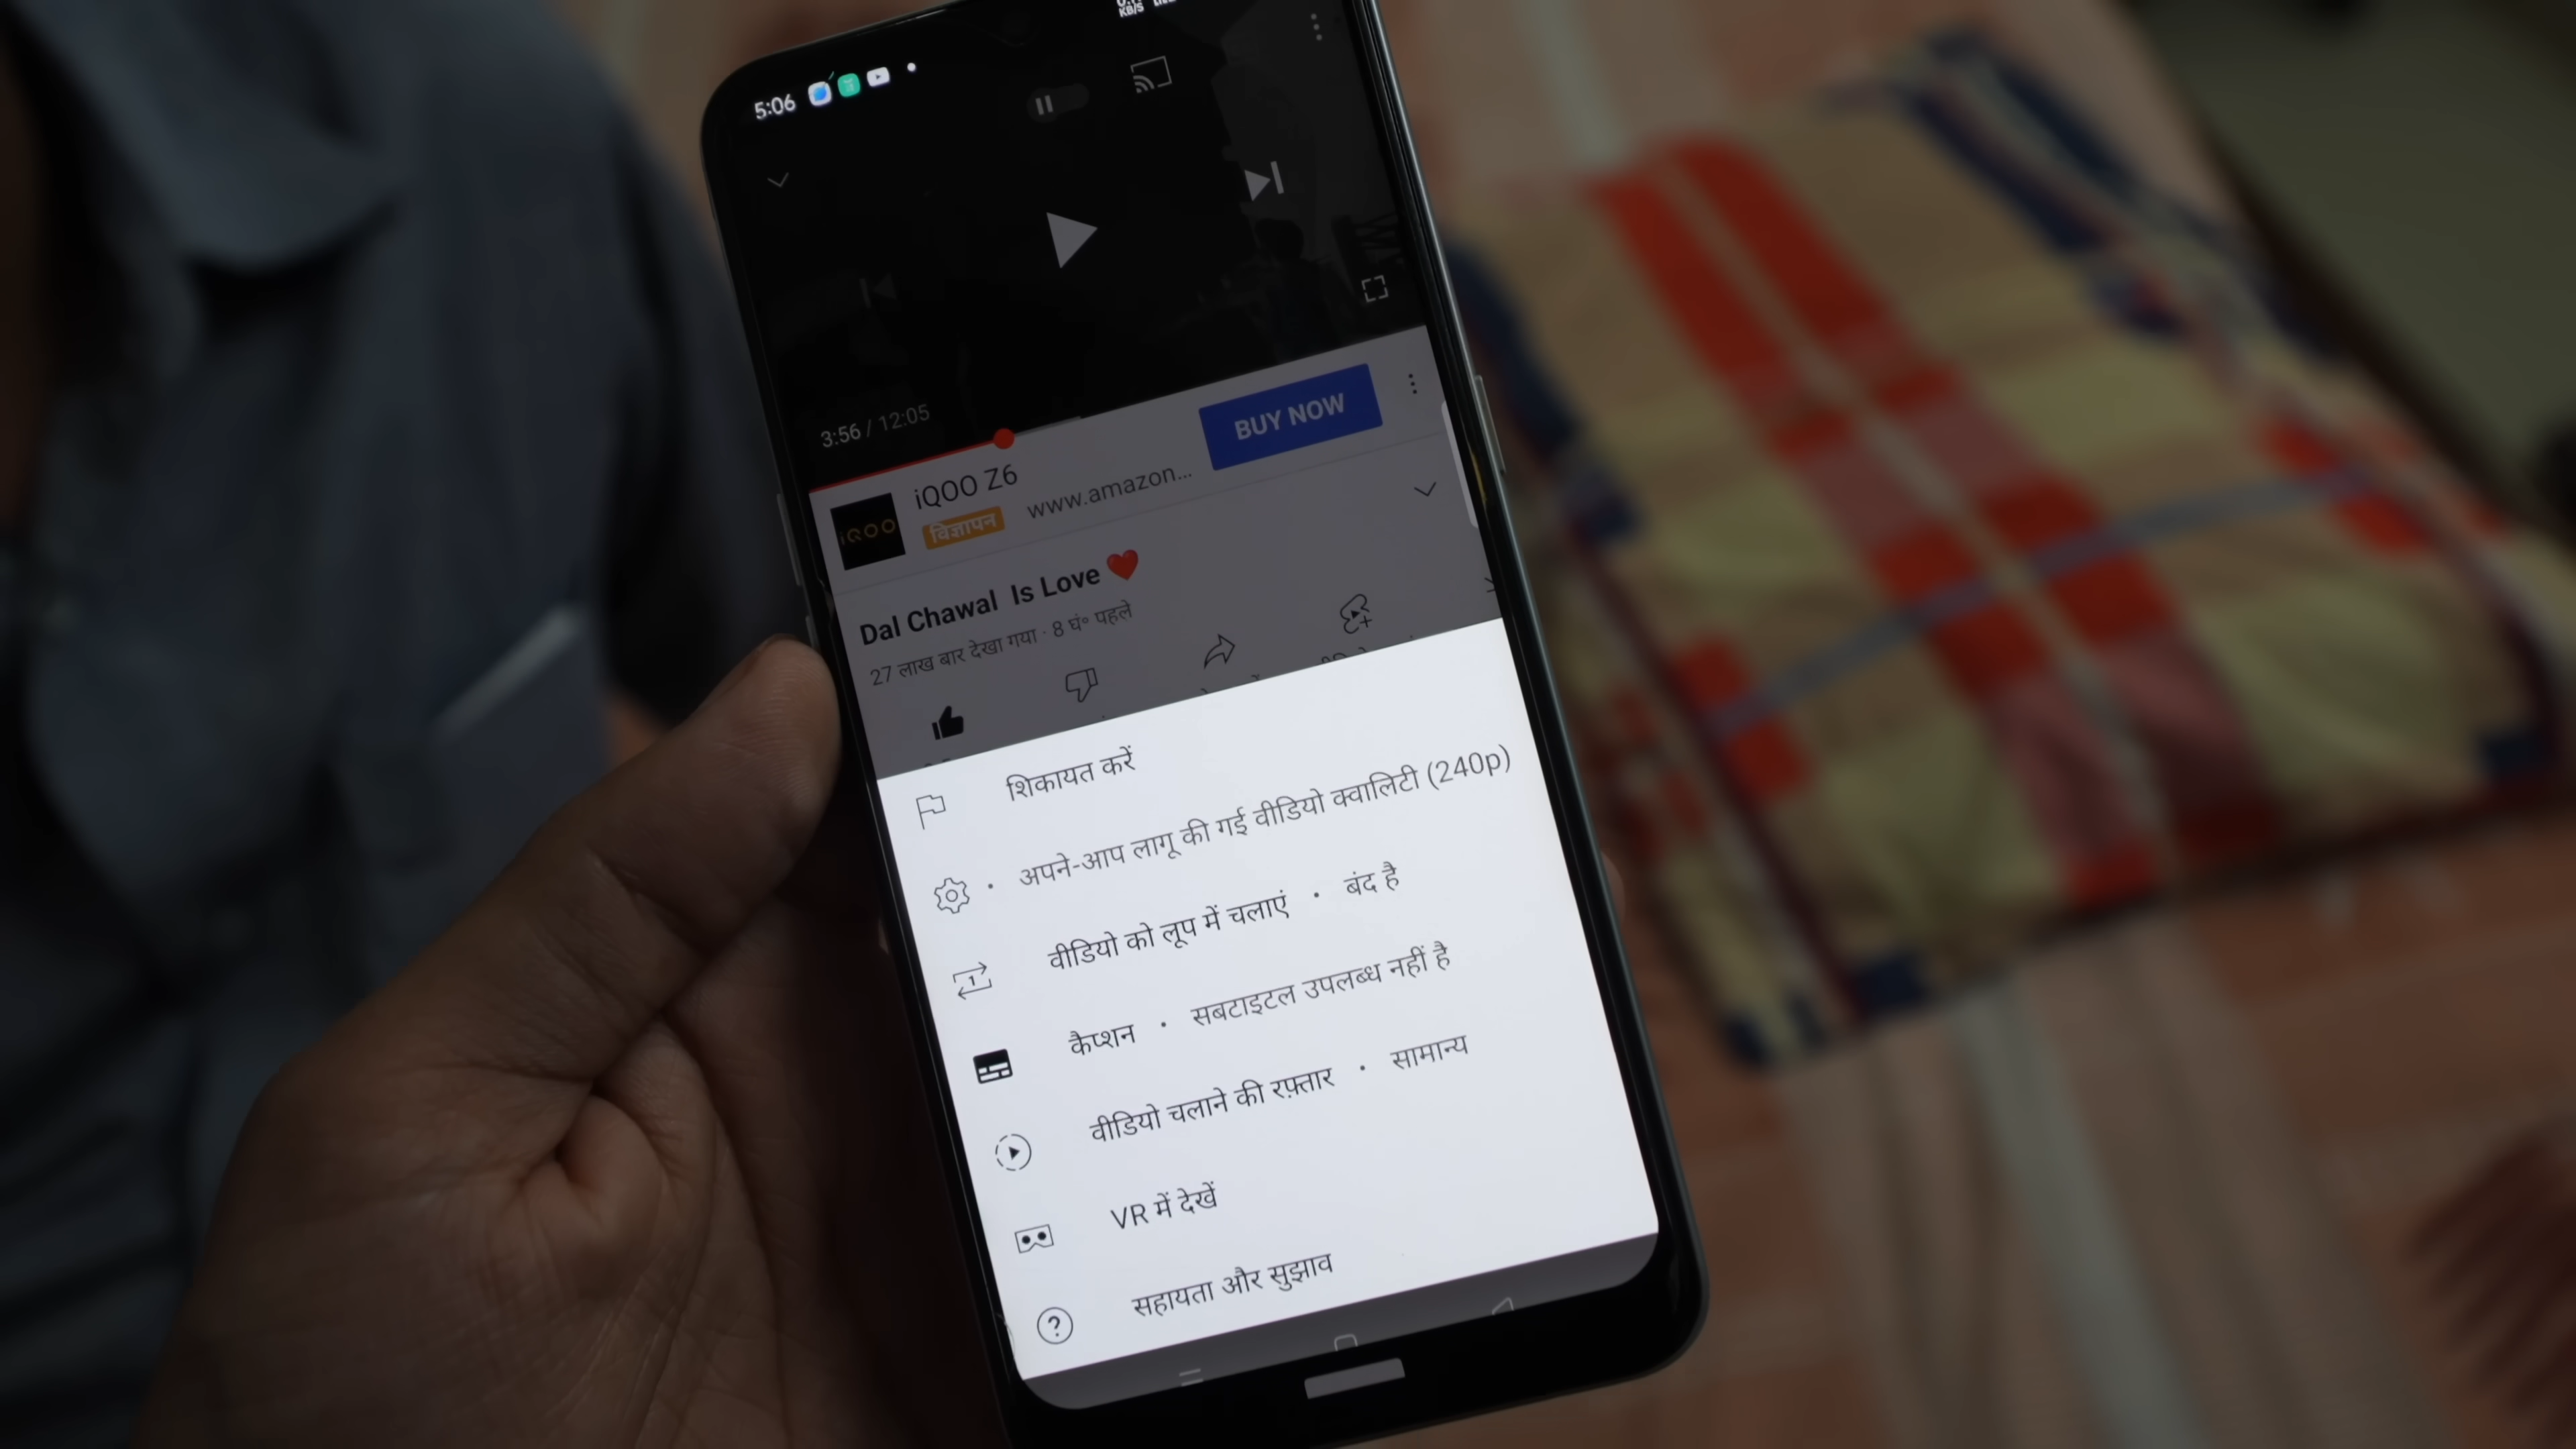 KB/S
5:06
3:56 / 12:05
iQOO
iQOO Z6
विज्ञापन www.amazon...
BUY NOW
Dal Chawal Is Love ❤️
27 लाख बार देखा गया · 8 घं॰ पहले
शिकायत करें
· अपने-आप लागू की गई वीडियो क्वालिटी (240p)
वीडियो को लूप में चलाएं · बंद है
कैप्शन · सबटाइटल उपलब्ध नहीं है
वीडियो चलाने की रफ़्तार · सामान्य
VR में देखें
सहायता और सुझाव